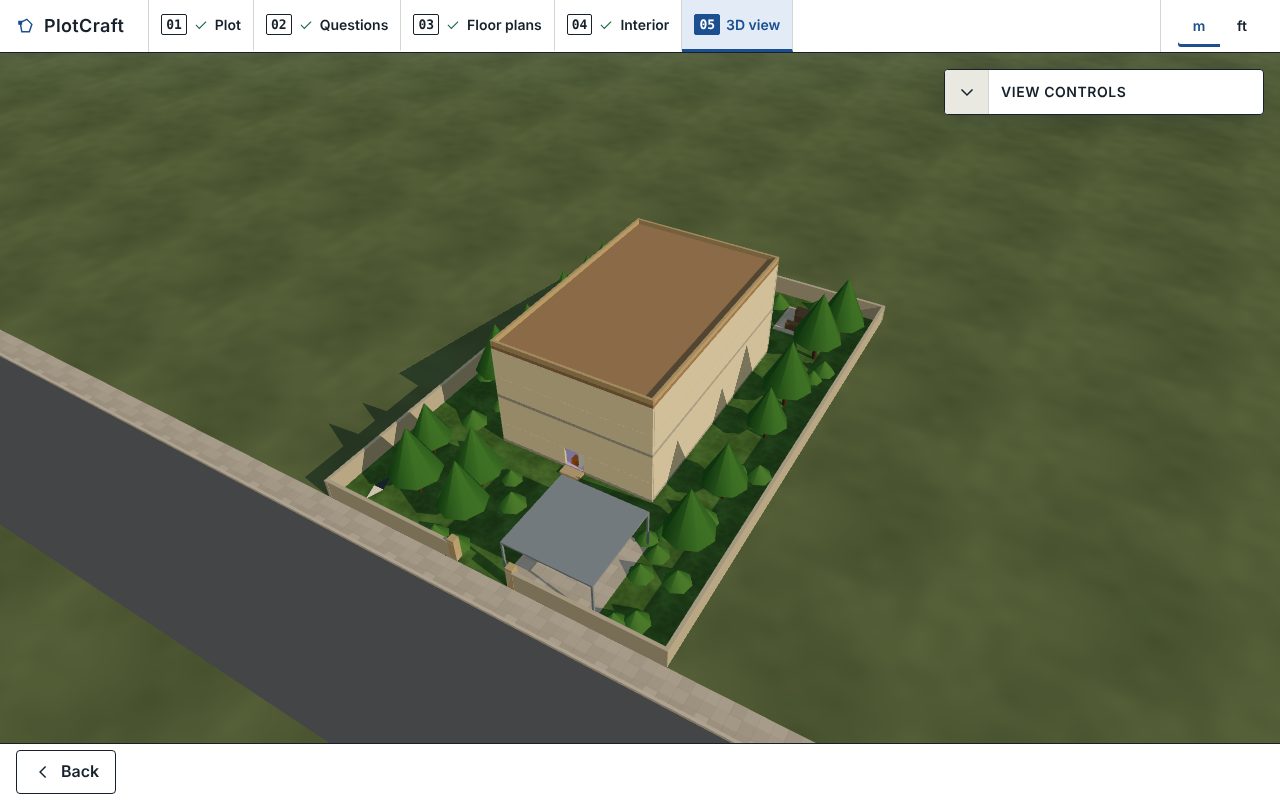 PlotCraft
01 Plot
02 Questions
03 Floor plans
04 Interior
05 3D view
m
ft
VIEW CONTROLS
Back